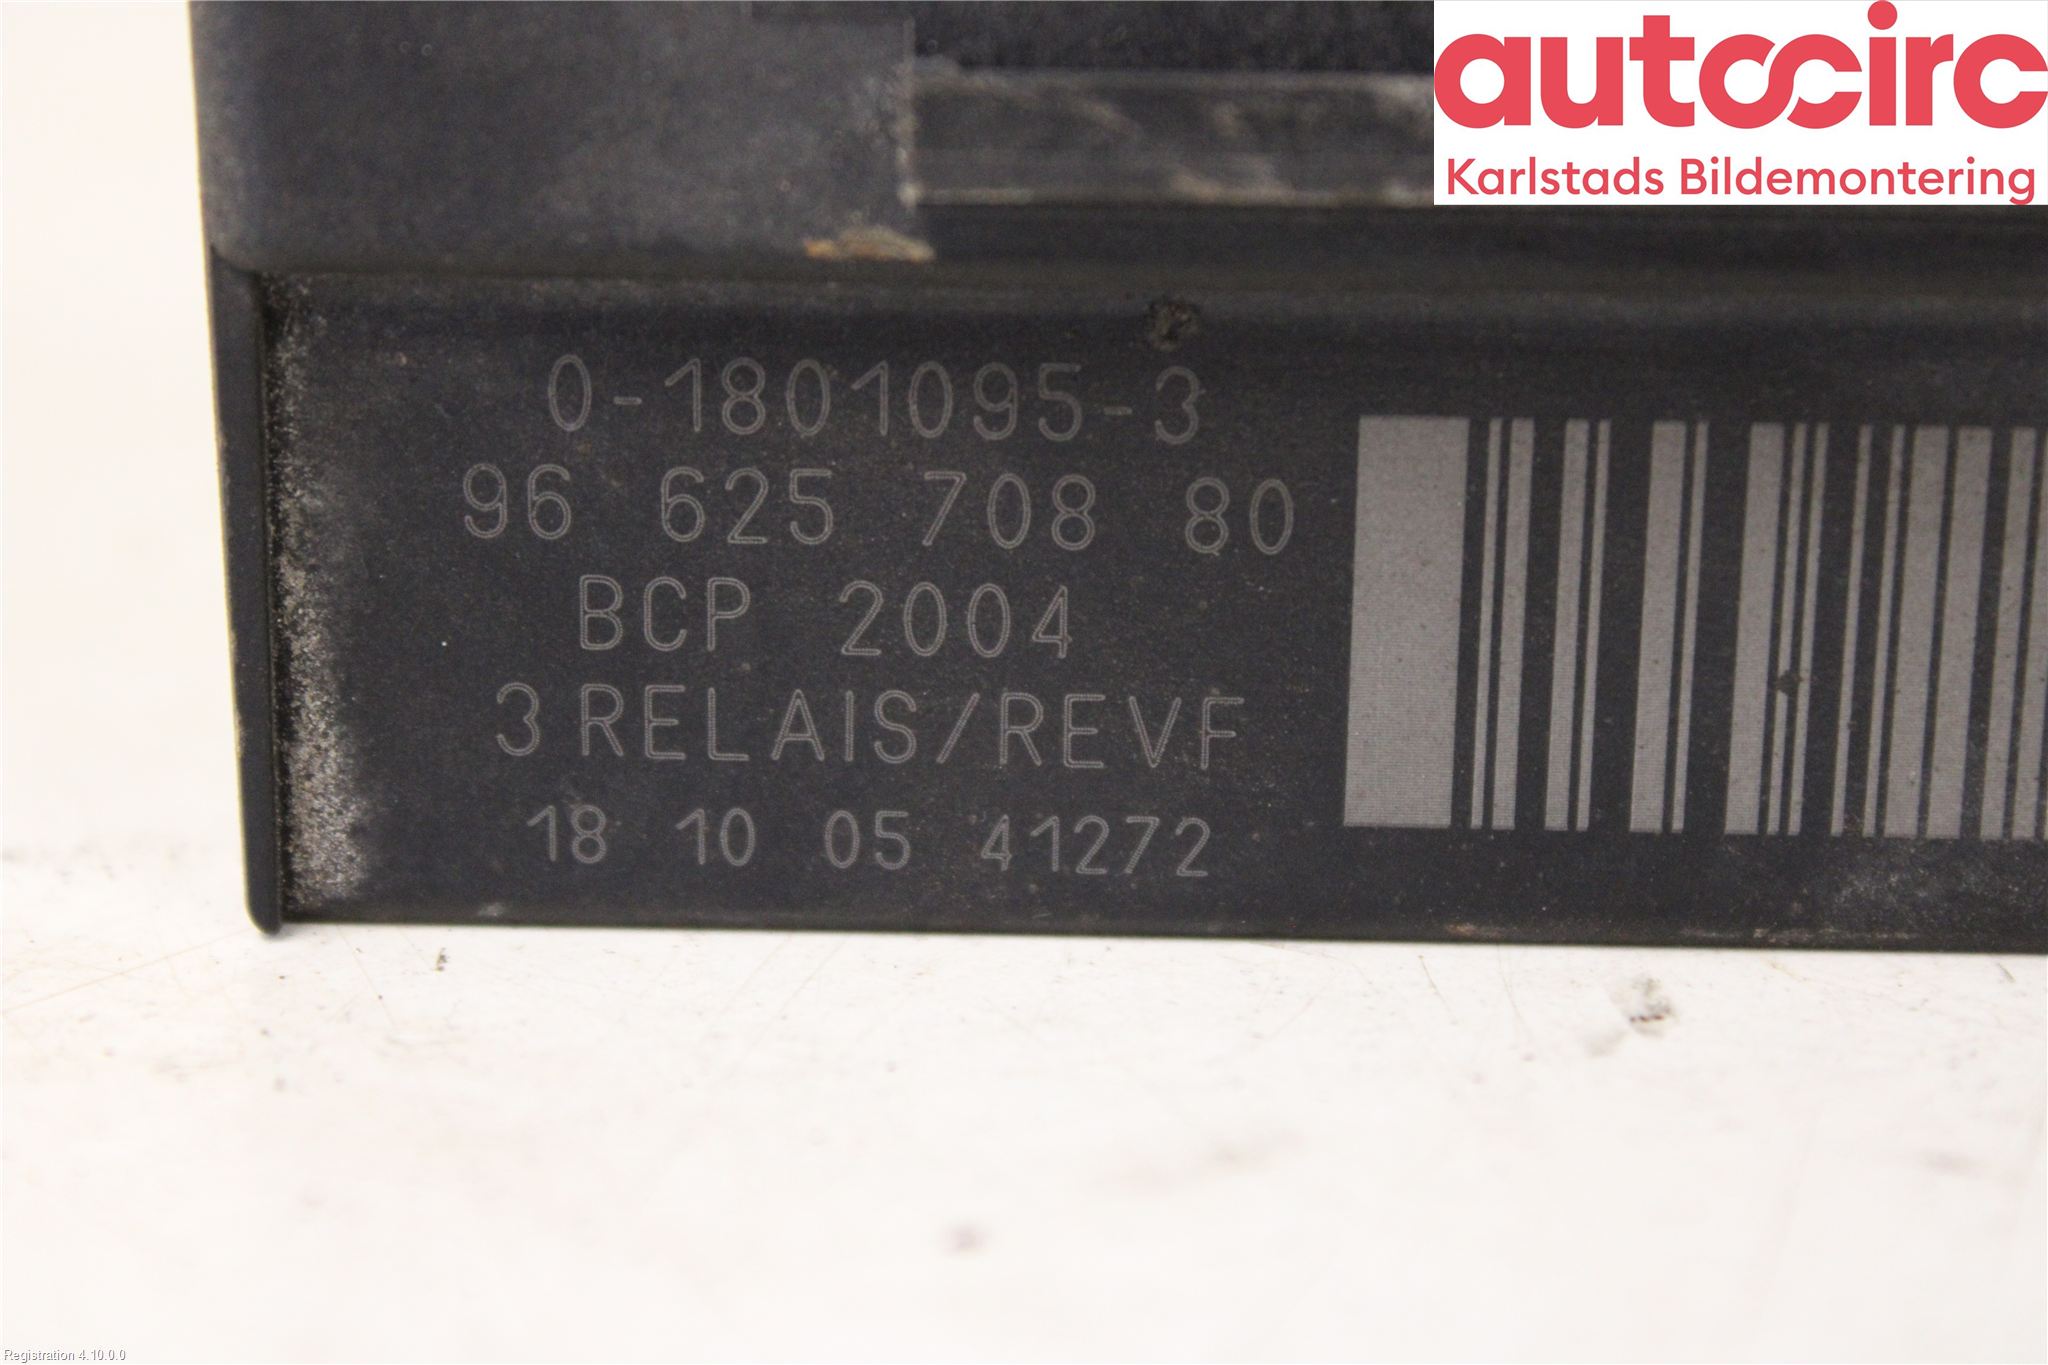 autocirc
Karlstads Bildemontering
0-1801095-3
96 625 708 80
BCP 2004
3 RELAIS/REVF
18 10 05 41272
Registration 4.10.0.0